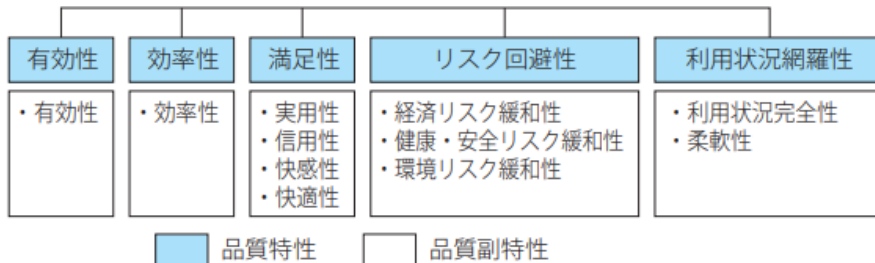 有効性
効率性
満足性
リスク回避性
利用状況網羅性
・有効性
・効率性
・実用性
・信用性
・快感性
・快適性
・経済リスク緩和性
・健康・安全リスク緩和性
・環境リスク緩和性
・利用状況完全性
・柔軟性
品質特性
品質副特性